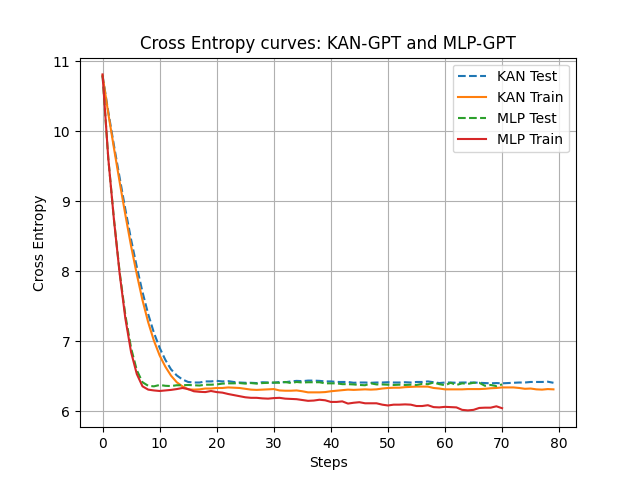 Cross Entropy curves: KAN-GPT and MLP-GPT
KAN Test
KAN Train
MLP Test
MLP Train
Cross Entropy
11
10
9
8
7
6
0 10 20 30 40 50 60 70 80
Steps